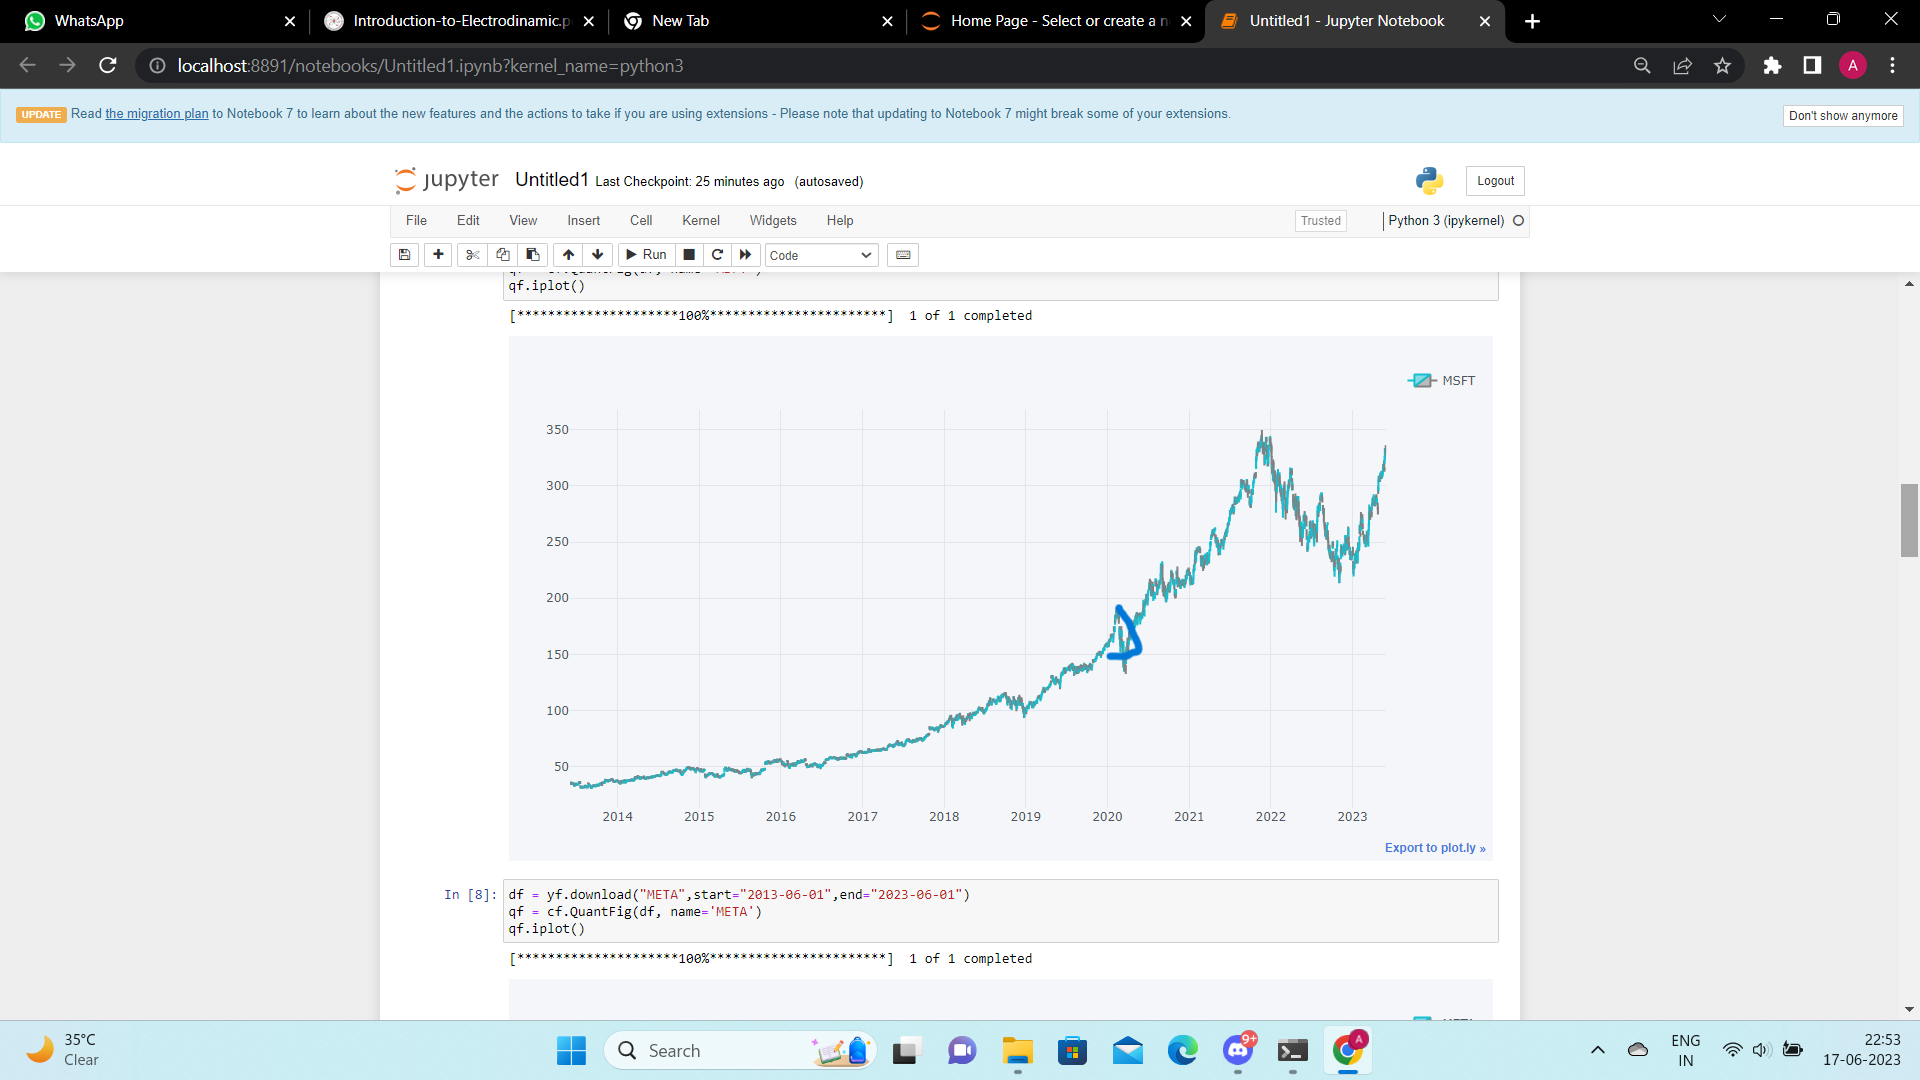 WhatsApp
Introduction-to-Electrodinamic.p
New Tab
Home Page - Select or create a n
Untitled1 - Jupyter Notebook
localhost:8891/notebooks/Untitled1.ipynb?kernel_name=python3
A
UPDATE Read the migration plan to Notebook 7 to learn about the new features and the actions to take if you are using extensions - Please note that updating to Notebook 7 might break some of your extensions.
Don't show anymore
jupyter Untitled1 Last Checkpoint: 25 minutes ago (autosaved)
Logout
File Edit View Insert Cell Kernel Widgets Help
Trusted
Python 3 (ipykernel)
Run
Code
qf.iplot()
[*********************100%***********************] 1 of 1 completed
MSFT
350
300
250
200
150
100
50
2014 2015 2016 2017 2018 2019 2020 2021 2022 2023
Export to plot.ly »
In [8]: df = yf.download("META",start="2013-06-01",end="2023-06-01")
qf = cf.QuantFig(df, name='META')
qf.iplot()
[*********************100%***********************] 1 of 1 completed
35°C
Clear
Search
9+
A
ENG
IN
22:53
17-06-2023